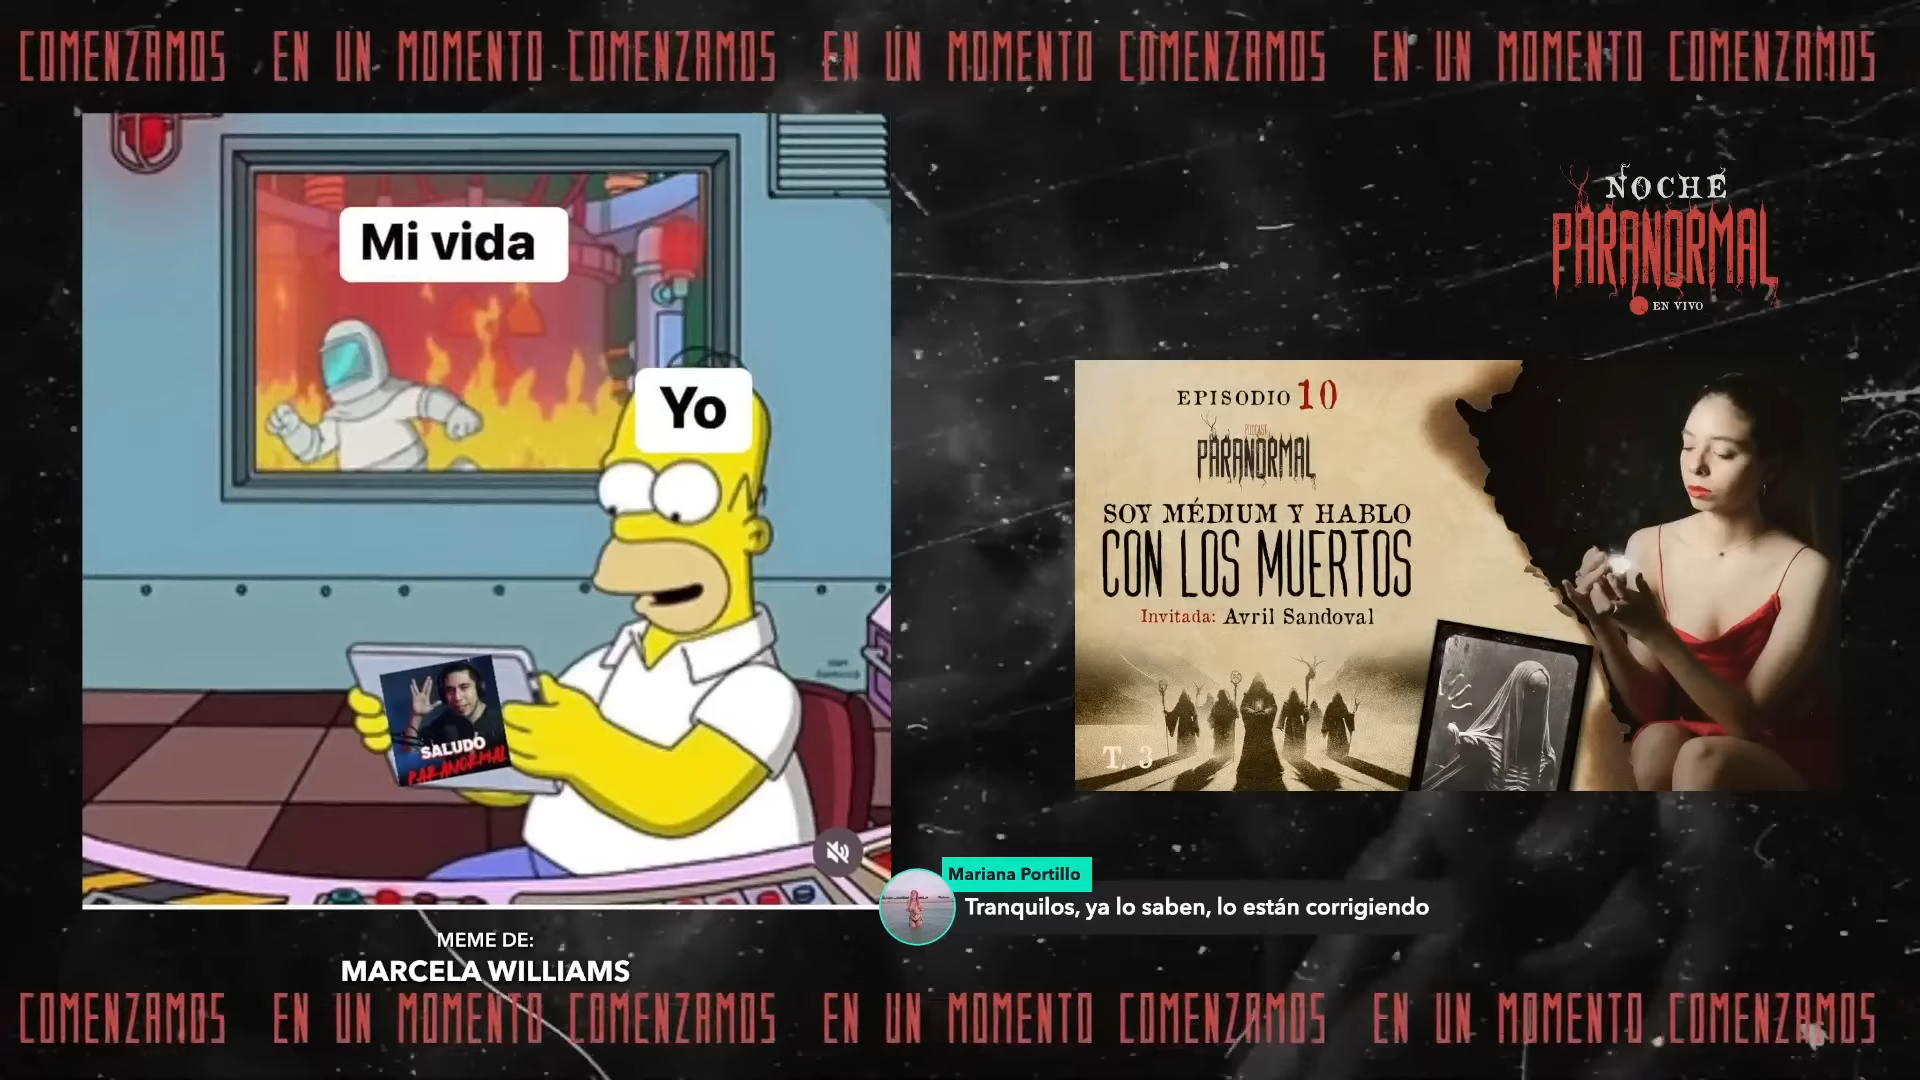 COMENZAMOS EN UN MOMENTO COMENZAMOS EN UN MOMENTO COMENZAMOS EN UN MOMENTO COMENZAMOS
Mi vida
Yo
SALUDO
PARANORMAL
MEME DE:
MARCELA WILLIAMS
NOCHE
PARANORMAL
EN VIVO
EPISODIO 10
PODCAST
PARANORMAL
SOY MÉDIUM Y HABLO
CON LOS MUERTOS
Invitada: Avril Sandoval
T. 3
Mariana Portillo
Tranquilos, ya lo saben, lo están corrigiendo
COMENZAMOS EN UN MOMENTO COMENZAMOS EN UN MOMENTO COMENZAMOS EN UN MOMENTO COMENZAMOS